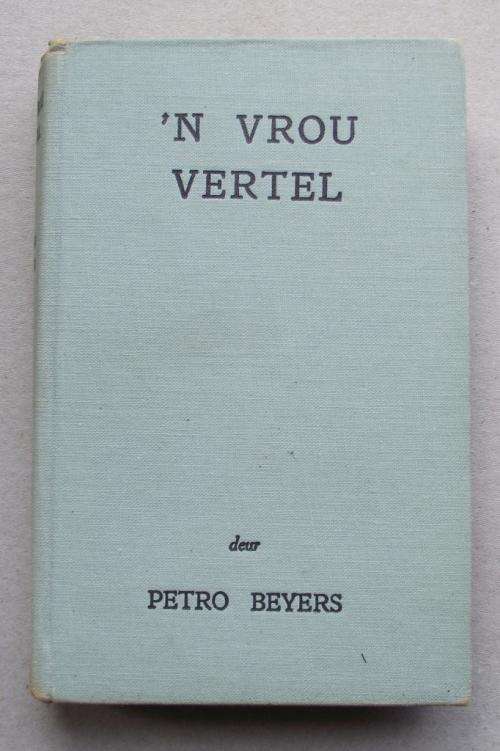 'N VROU
VERTEL
deur
PETRO BEYERS